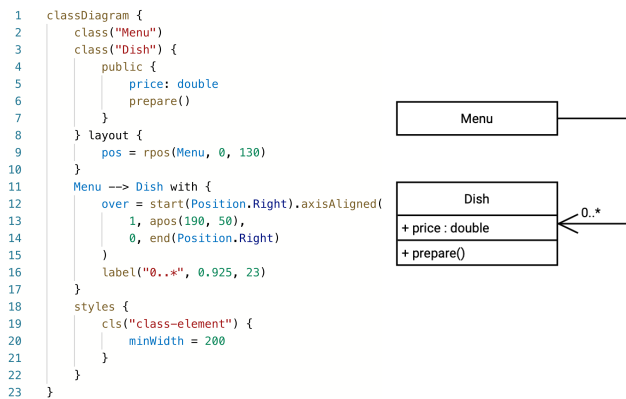 1 classDiagram {
2 class("Menu")
3 class("Dish") {
4 public {
5 price: double
6 prepare()
7 }
8 } layout {
9 pos = rpos(Menu, 0, 130)
10 }
11 Menu --> Dish with {
12 over = start(Position.Right).axisAligned(
13 1, apos(190, 50),
14 0, end(Position.Right)
15 )
16 label("0..*", 0.925, 23)
17 }
18 styles {
19 cls("class-element") {
20 minWidth = 200
21 }
22 }
23 }
Menu
Dish
+ price : double
+ prepare()
0..*